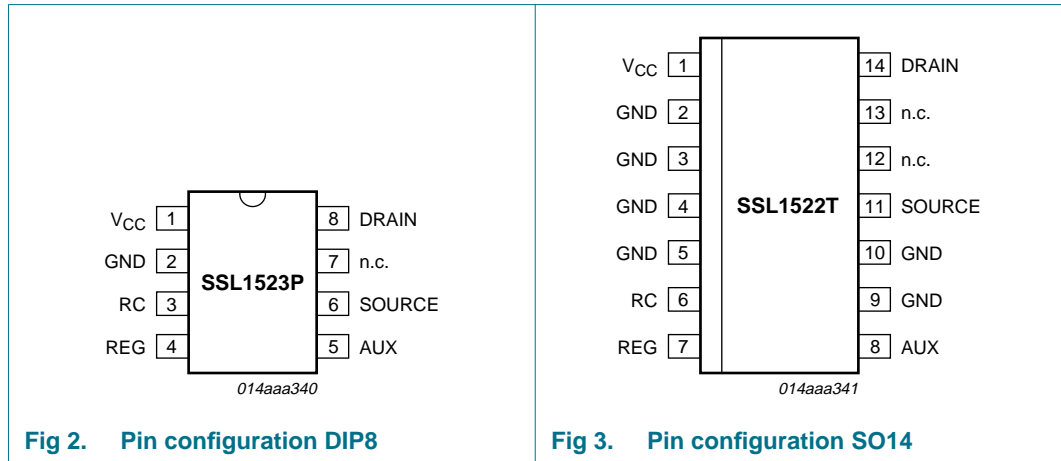 VCC 1 8 DRAIN
GND 2 7 n.c.
SSL1523P
RC 3 6 SOURCE
REG 4 5 AUX
014aaa340
Fig 2. Pin configuration DIP8
VCC 1 14 DRAIN
GND 2 13 n.c.
GND 3 12 n.c.
GND 4 SSL1522T 11 SOURCE
GND 5 10 GND
RC 6 9 GND
REG 7 8 AUX
014aaa341
Fig 3. Pin configuration SO14